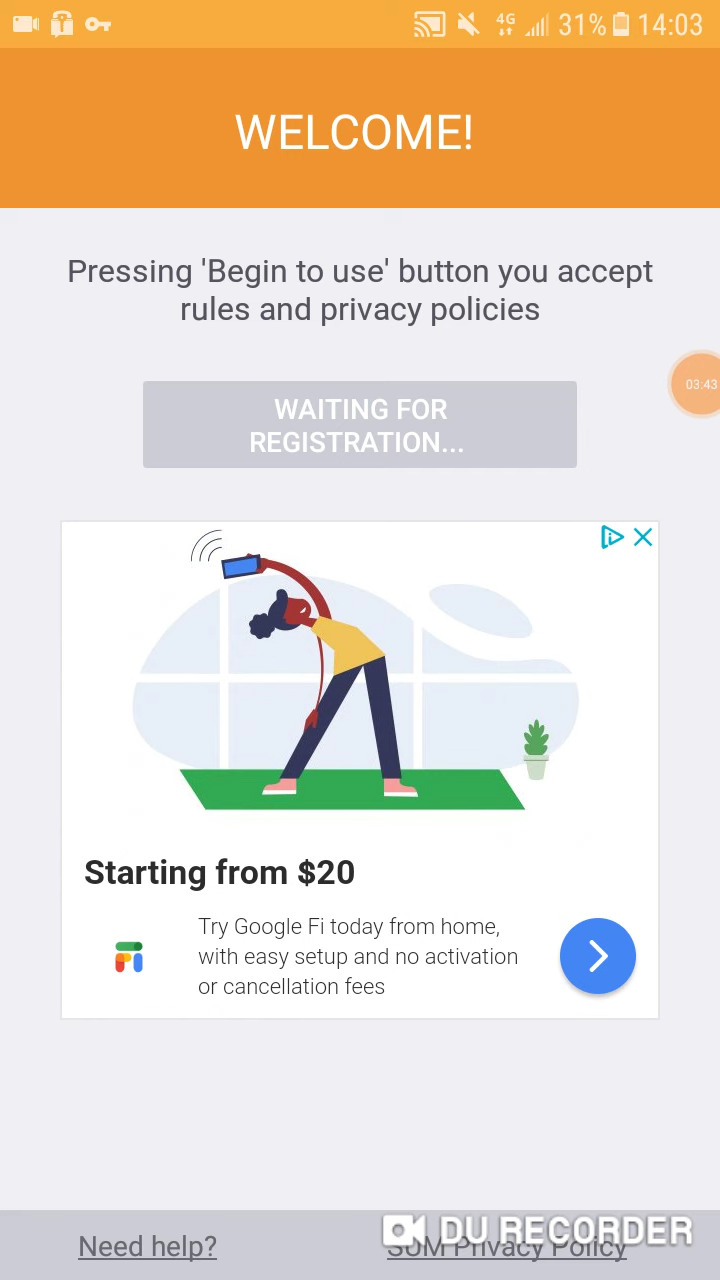 4G 31% 14:03
WELCOME!
Pressing 'Begin to use' button you accept
rules and privacy policies
03:43
WAITING FOR
REGISTRATION...
Starting from $20
Try Google Fi today from home,
with easy setup and no activation
or cancellation fees
DU RECORDER
Need help? SUM Privacy Policy